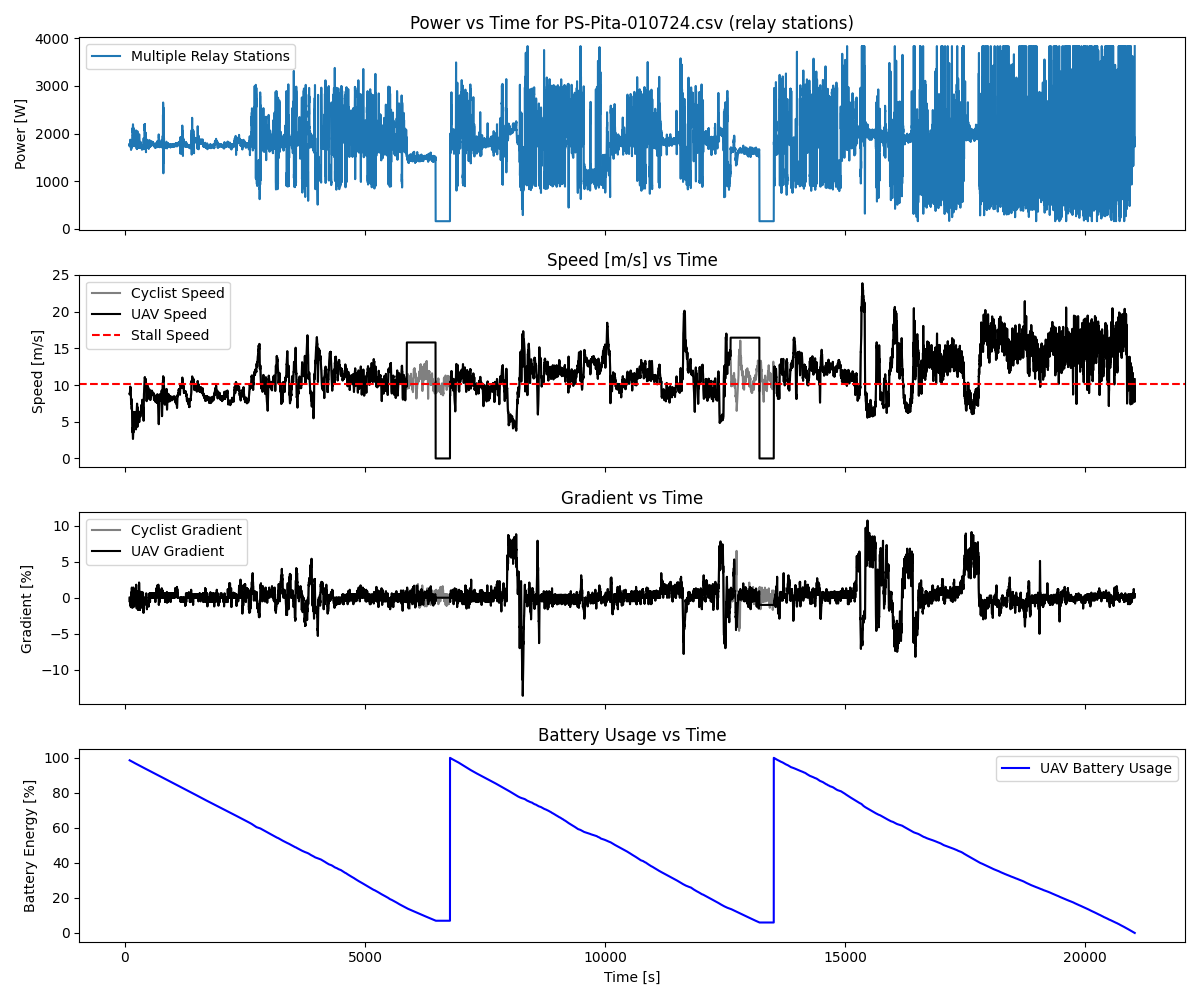 Power vs Time for PS-Pita-010724.csv (relay stations)
Power [W]
4000
3000
2000
1000
0
Multiple Relay Stations
Speed [m/s] vs Time
Speed [m/s]
25
20
15
10
5
0
Cyclist Speed
UAV Speed
Stall Speed
Gradient vs Time
Gradient [%]
10
5
0
−5
−10
Cyclist Gradient
UAV Gradient
Battery Usage vs Time
Battery Energy [%]
100
80
60
40
20
0
UAV Battery Usage
0 5000 10000 15000 20000
Time [s]